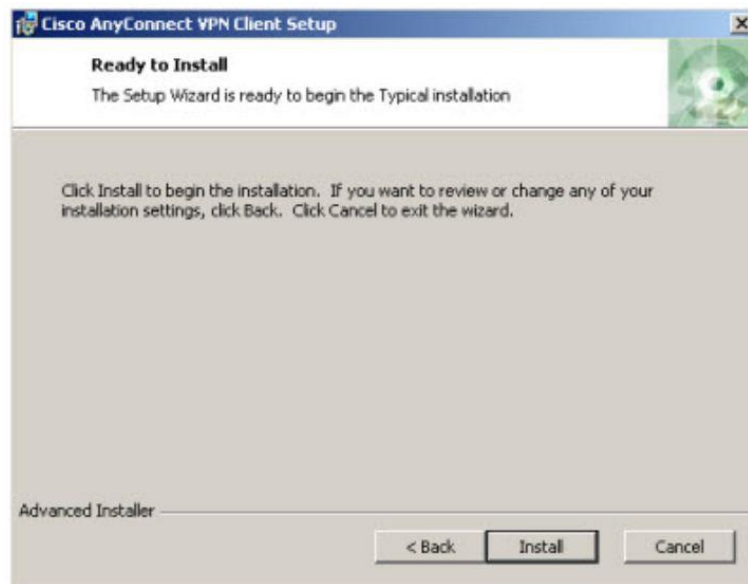 Cisco AnyConnect VPN Client Setup
Ready to Install
The Setup Wizard is ready to begin the Typical installation
Click Install to begin the installation. If you want to review or change any of your
installation settings, click Back. Click Cancel to exit the wizard.
Advanced Installer
< Back Install Cancel